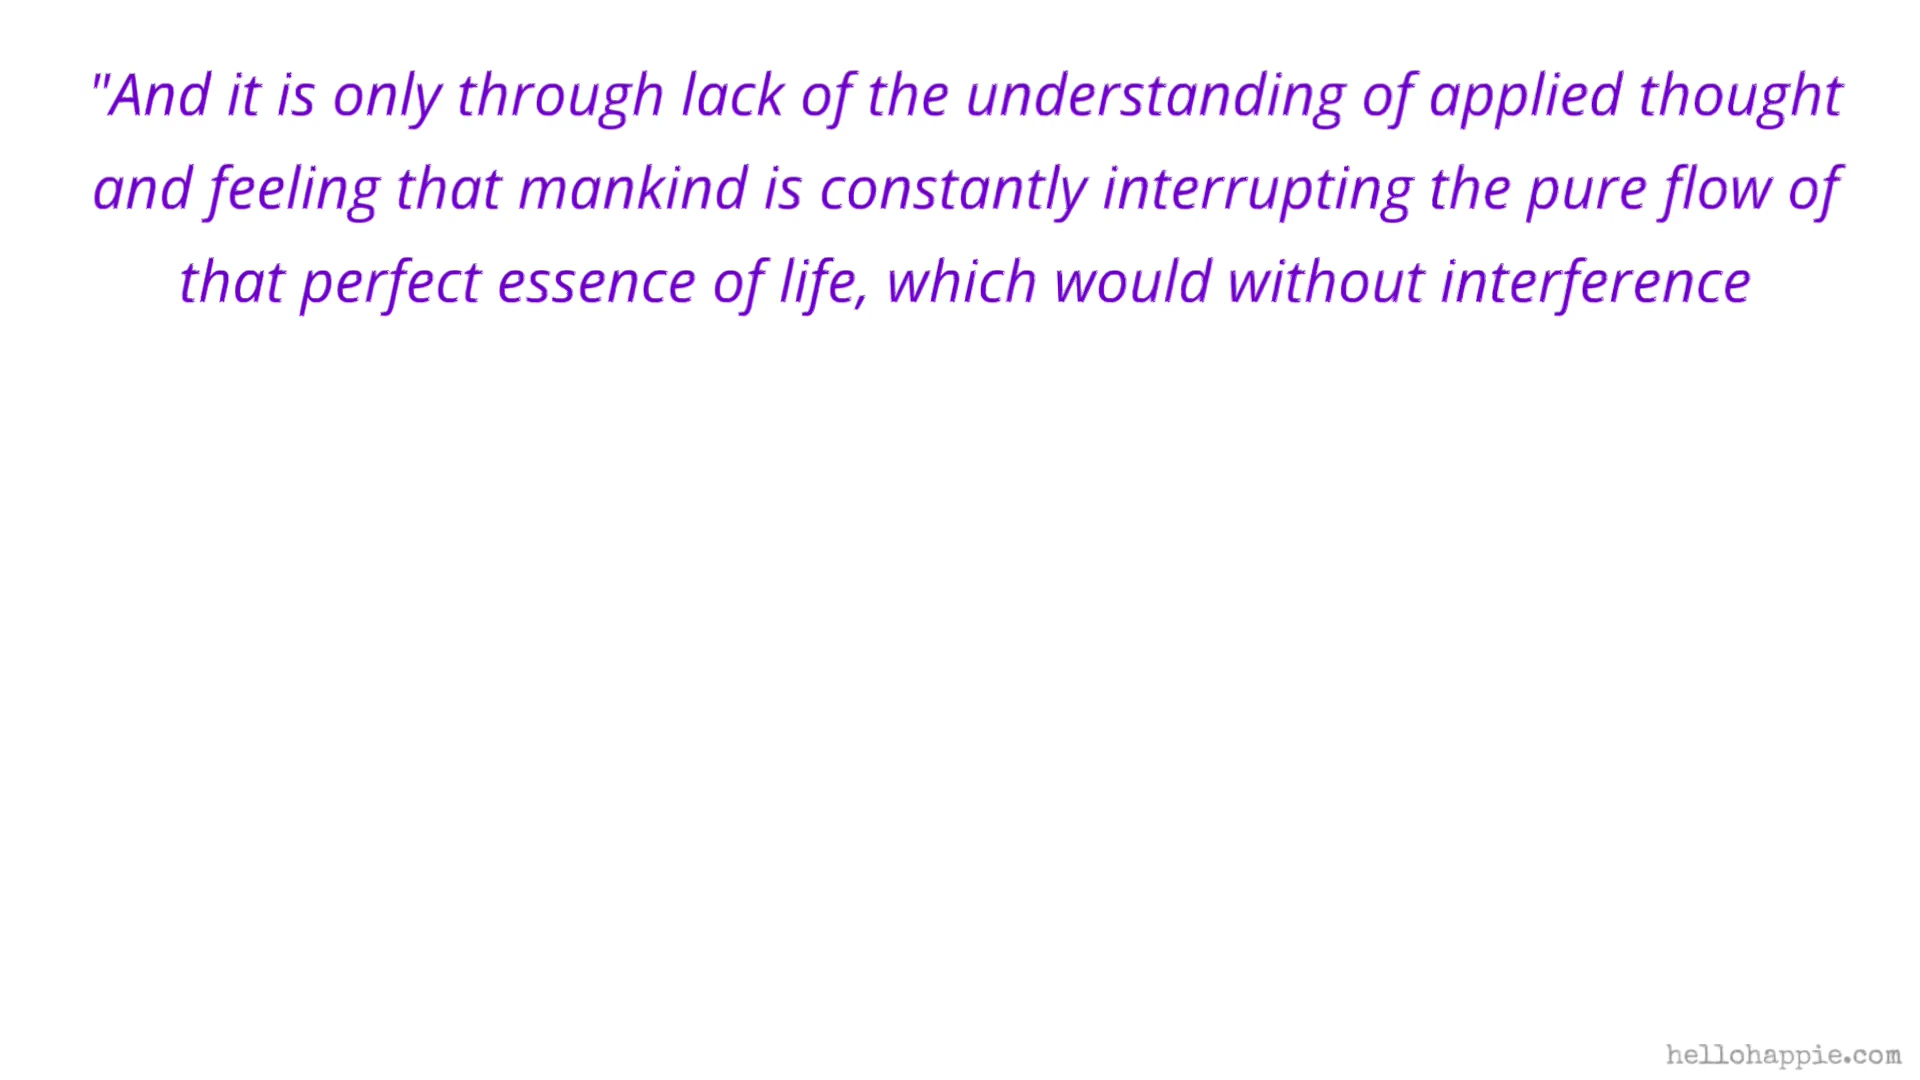 "And it is only through lack of the understanding of applied thought
and feeling that mankind is constantly interrupting the pure flow of
that perfect essence of life, which would without interference
hellohappie.com